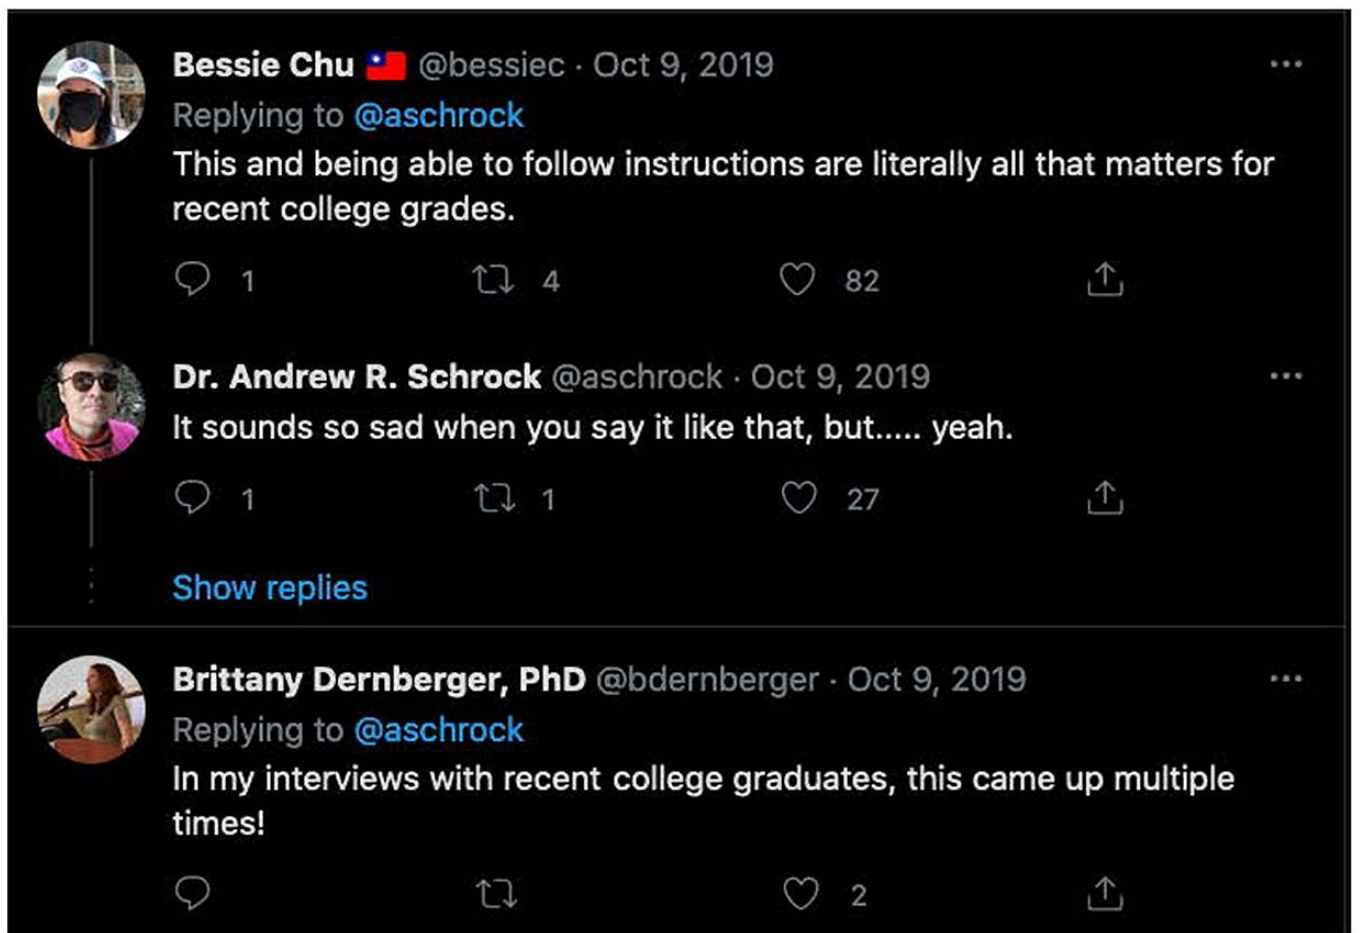 Bessie Chu 🇹🇼 @bessiec · Oct 9, 2019
Replying to @aschrock
This and being able to follow instructions are literally all that matters for
recent college grades.
1 4 82
Dr. Andrew R. Schrock @aschrock · Oct 9, 2019
It sounds so sad when you say it like that, but..... yeah.
1 1 27
Show replies
Brittany Dernberger, PhD @bdernberger · Oct 9, 2019
Replying to @aschrock
In my interviews with recent college graduates, this came up multiple
times!
2